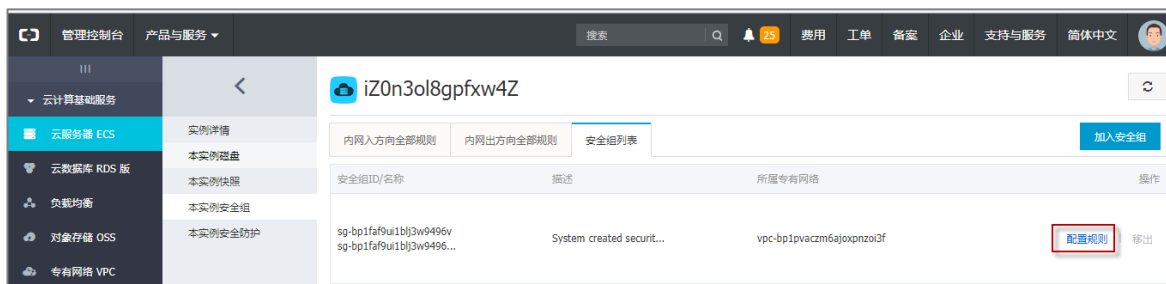 管理控制台 产品与服务 搜索 25 费用 工单 备案 企业 支持与服务 简体中文
云计算基础服务
云服务器 ECS
云数据库 RDS 版
负载均衡
对象存储 OSS
专有网络 VPC
实例详情
本实例磁盘
本实例快照
本实例安全组
本实例安全防护
iZ0n3ol8gpfxw4Z
内网入方向全部规则 内网出方向全部规则 安全组列表 加入安全组
安全组ID/名称 描述 所属专有网络 操作
sg-bp1faf9ui1blj3w9496v
sg-bp1faf9ui1blj3w9496...
System created securit... vpc-bp1pvaczm6ajoxpnzoi3f 配置规则 移出